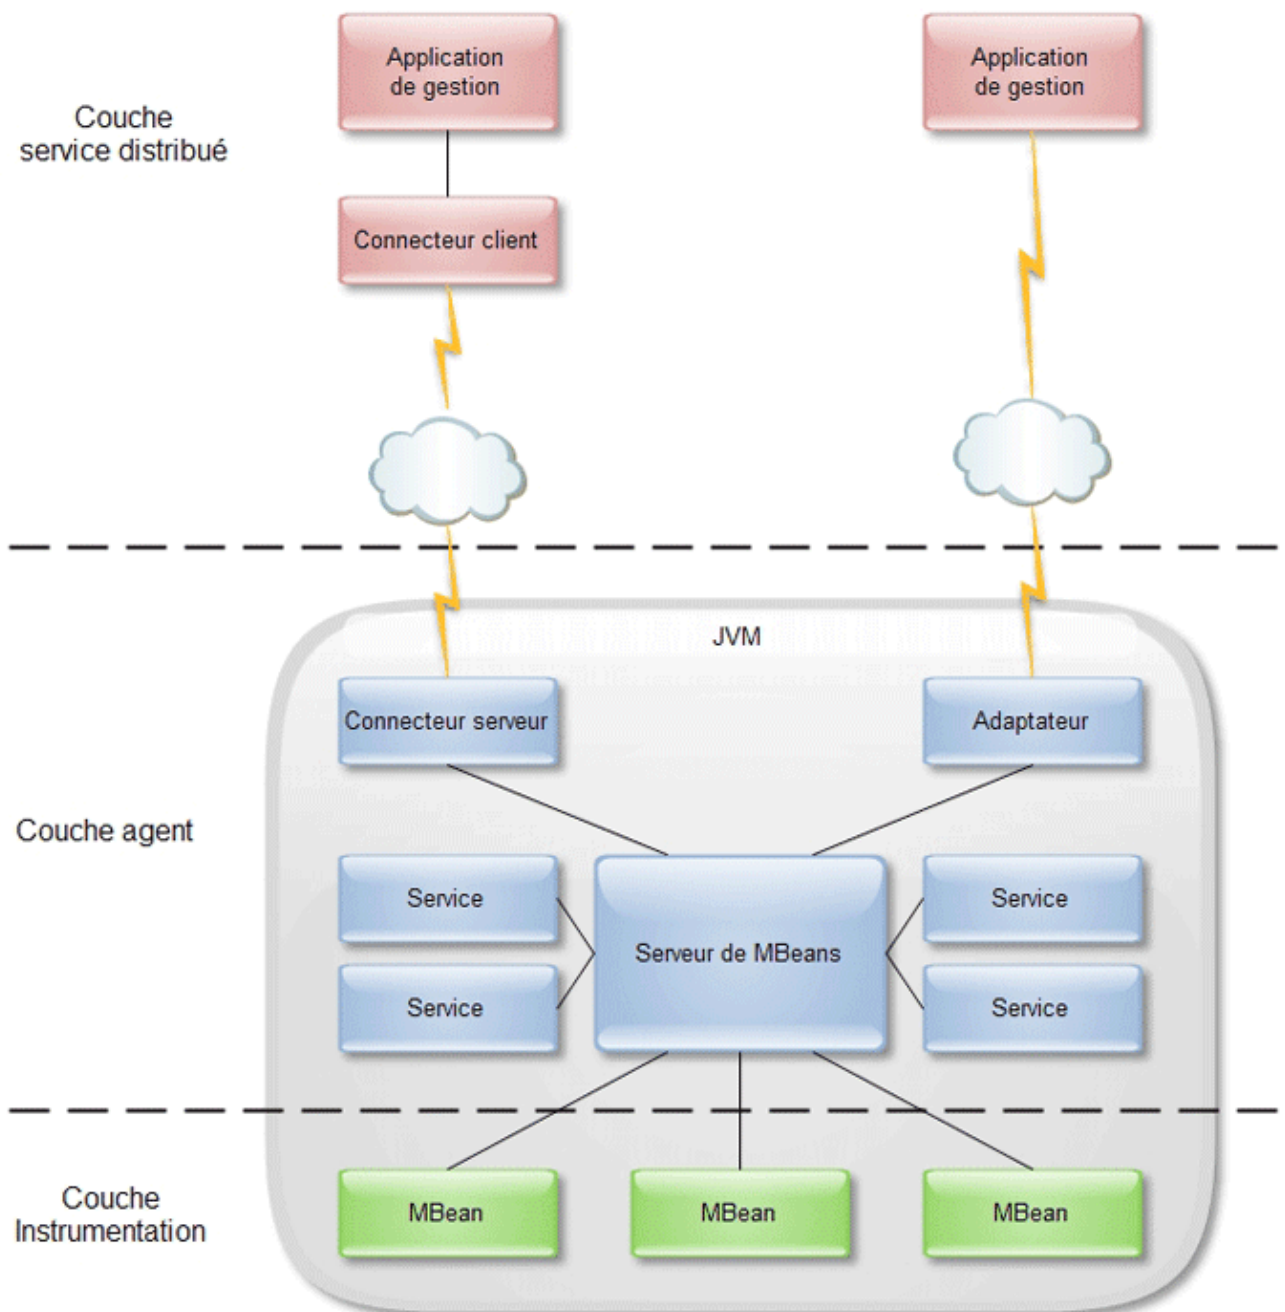 Application
de gestion
Application
de gestion
Couche
service distribué
Connecteur client
JVM
Connecteur serveur
Adaptateur
Couche agent
Service
Service
Serveur de MBeans
Service
Service
Couche
Instrumentation
MBean
MBean
MBean